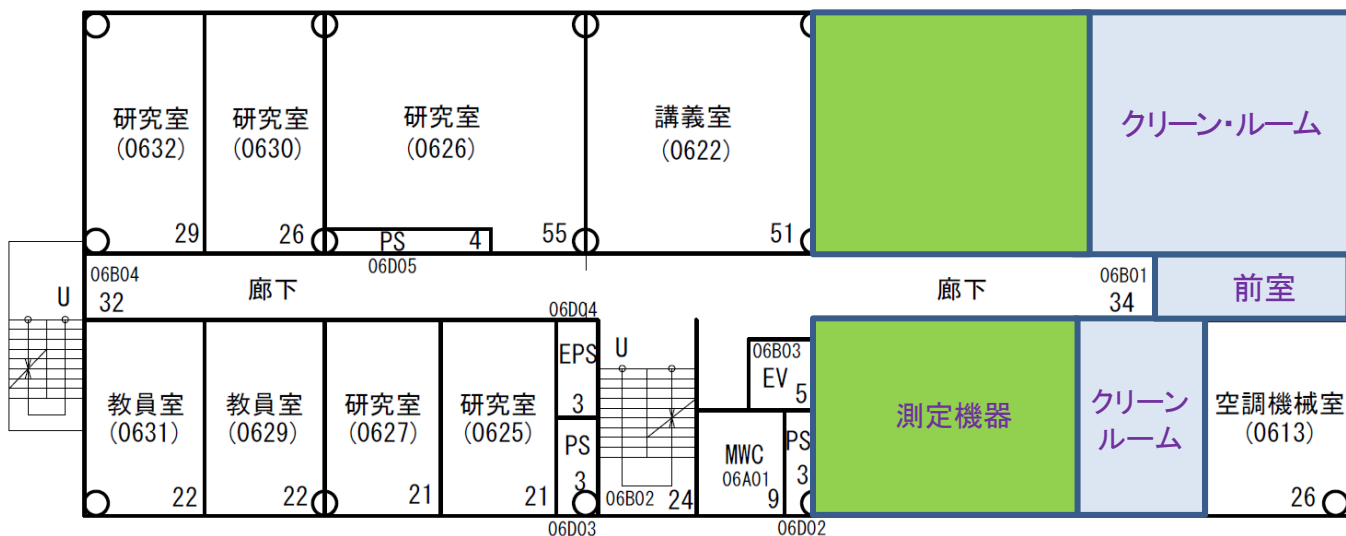 研究室
(0632)
29
研究室
(0630)
26
研究室
(0626)
55
PS 4
06D05
講義室
(0622)
51
クリーン・ルーム
U
06B04
32
廊下
廊下
06B01
34
前室
教員室
(0631)
22
教員室
(0629)
22
研究室
(0627)
21
研究室
(0625)
21
06D04
EPS
3
PS
3
06D03
U
06B02 24
06B03
EV 5
MWC
06A01
9
PS
3
06D02
測定機器
クリーン
ルーム
空調機械室
(0613)
26